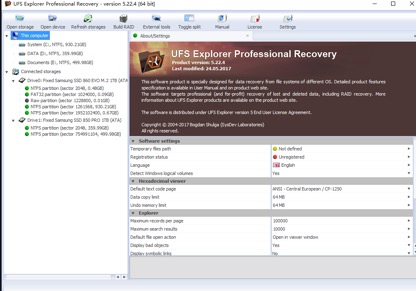 UFS Explorer Professional Recovery - version 5.22.4 [64 bit]
Open storage
Open device
Refresh storages
Build RAID
External tools
Toggle split
Manual
License
Settings
This computer
System (C:, NTFS, 930.21GB)
DATA (D:, NTFS, 359.99GB)
Documents (E:, NTFS, 499.98GB)
Connected storages
Drive0: Fixed Samsung SSD 860 EVO M.2 2TB (ATA)
NTFS partition (sector 2048, 0.48GB)
FAT32 partition (sector 1024000, 0.09GB)
Raw partition (sector 1228800, 0.01GB)
NTFS partition (sector 1261568, 930.21GB)
NTFS partition (sector 1952102400, 0.67GB)
Drive1: Fixed Samsung SSD 850 PRO 1TB (ATA)
NTFS partition (sector 2048, 359.99GB)
NTFS partition (sector 754991104, 499.98GB)
About/Settings
UFS Explorer Professional Recovery
Product version: 5.22.4
Last modified: 24.05.2017
This software product is specially designed for data recovery from file systems of different OS. Detailed product features
specification is available in User Manual and on product web site.
The software targets professional (and for-profit) recovery of lost and deleted data, including RAID recovery. More
information about UFS Explorer products are available on the product web site.
The software is distributed under UFS Explorer version 5 End User License Agreement.
Copyright © 2004-2017 Bogdan Shulga (SysDev Laboratories)
All rights reserved.
Software settings
Temporary files path
Not defined
Registration status
Unregistered
Language
English
Detect Windows logical volumes
Yes
Hexadecimal viewer
Default text code page
ANSI - Central European / CP-1250
Data copy limit
64 MB
Undo memory limit
64 MB
Explorer
Maximum records per page
100000
Maximum search results
10000
Default file open action
Open in viewer window
Display bad objects
Yes
Display symbolic links
No